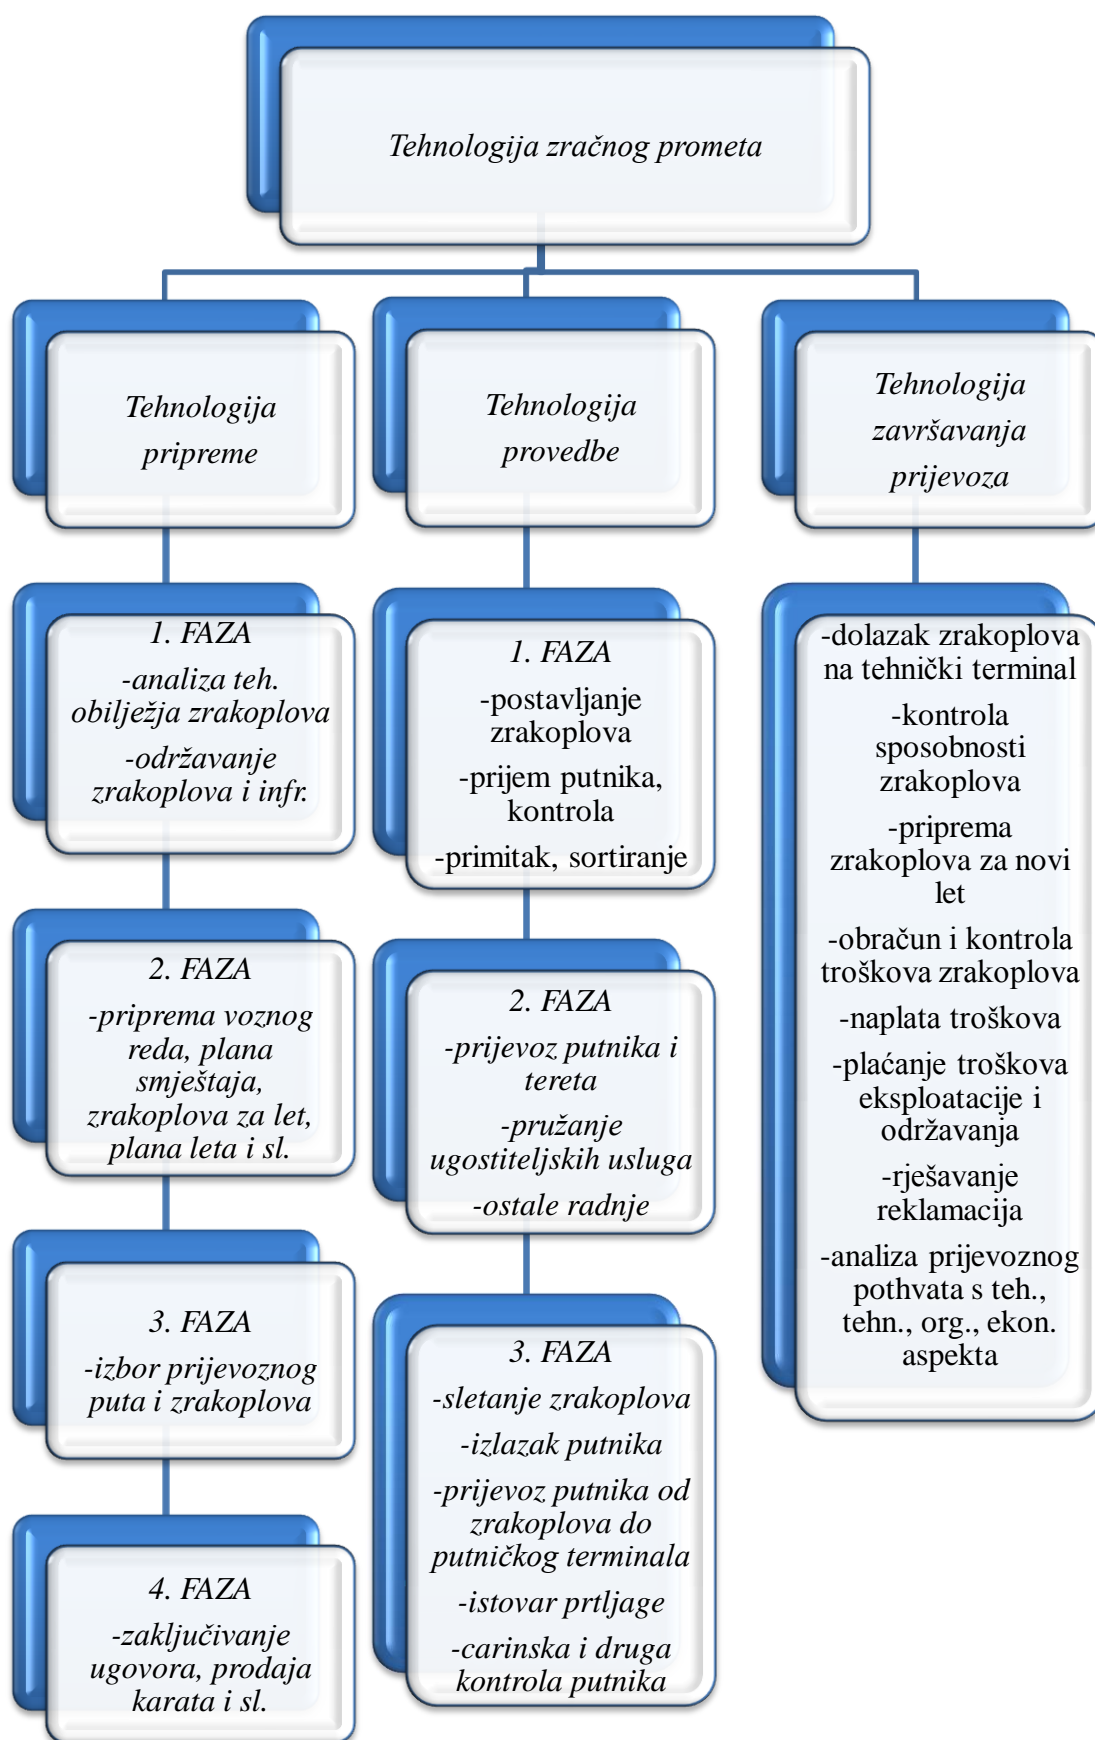 Tehnologija zračnog prometa
Tehnologija
pripreme
1. FAZA
-analiza teh.
obilježja zrakoplova
-održavanje
zrakoplova i infr.
2. FAZA
-priprema voznog
reda, plana
smještaja,
zrakoplova za let,
plana leta i sl.
3. FAZA
-izbor prijevoznog
puta i zrakoplova
4. FAZA
-zaključivanje
ugovora, prodaja
karata i sl.
Tehnologija
provedbe
1. FAZA
-postavljanje
zrakoplova
-prijem putnika,
kontrola
-primitak, sortiranje
2. FAZA
-prijevoz putnika i
tereta
-pružanje
ugostiteljskih usluga
-ostale radnje
3. FAZA
-sletanje zrakoplova
-izlazak putnika
-prijevoz putnika od
zrakoplova do
putničkog terminala
-istovar prtljage
-carinska i druga
kontrola putnika
Tehnologija
završavanja
prijevoza
-dolazak zrakoplova
na tehnički terminal
-kontrola
sposobnosti
zrakoplova
-priprema
zrakoplova za novi
let
-obračun i kontrola
troškova zrakoplova
-naplata troškova
-plaćanje troškova
eksploatacije i
održavanja
-rješavanje
reklamacija
-analiza prijevoznog
pothvata s teh.,
tehn., org., ekon.
aspekta